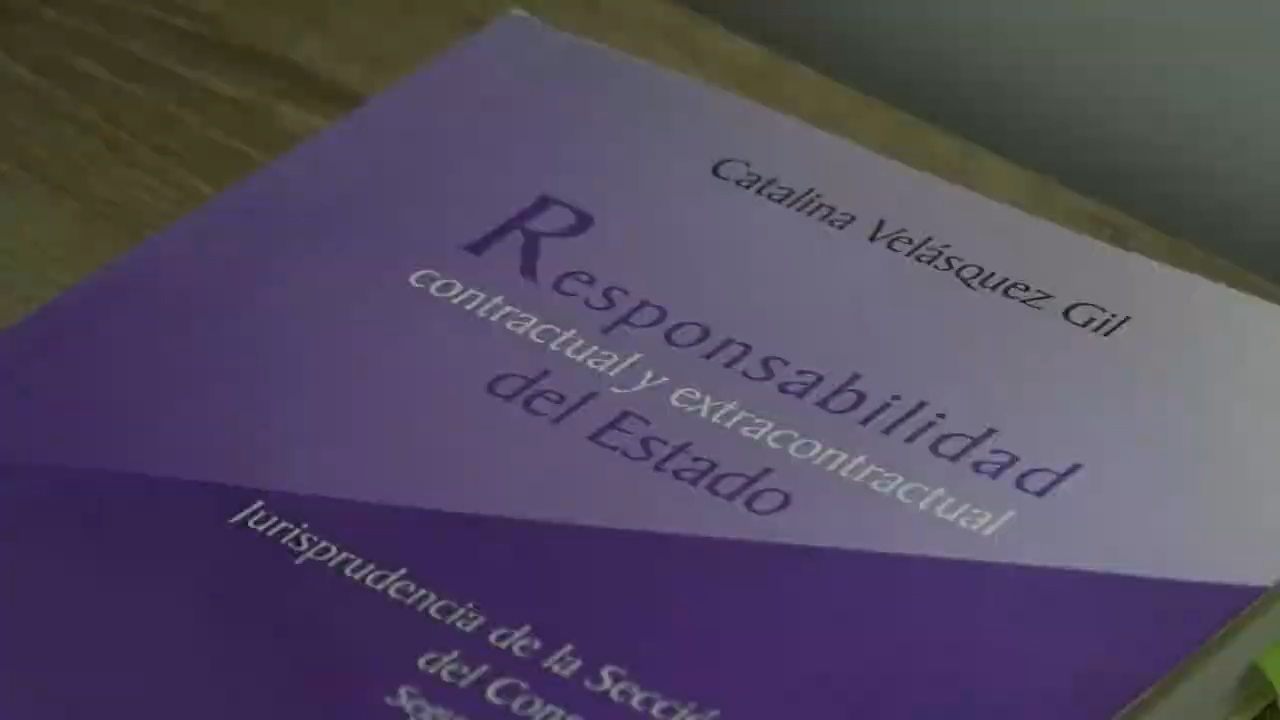 Catalina Velásquez Gil
Responsabilidad
contractual y extracontractual
del Estado
Jurisprudencia de la
del